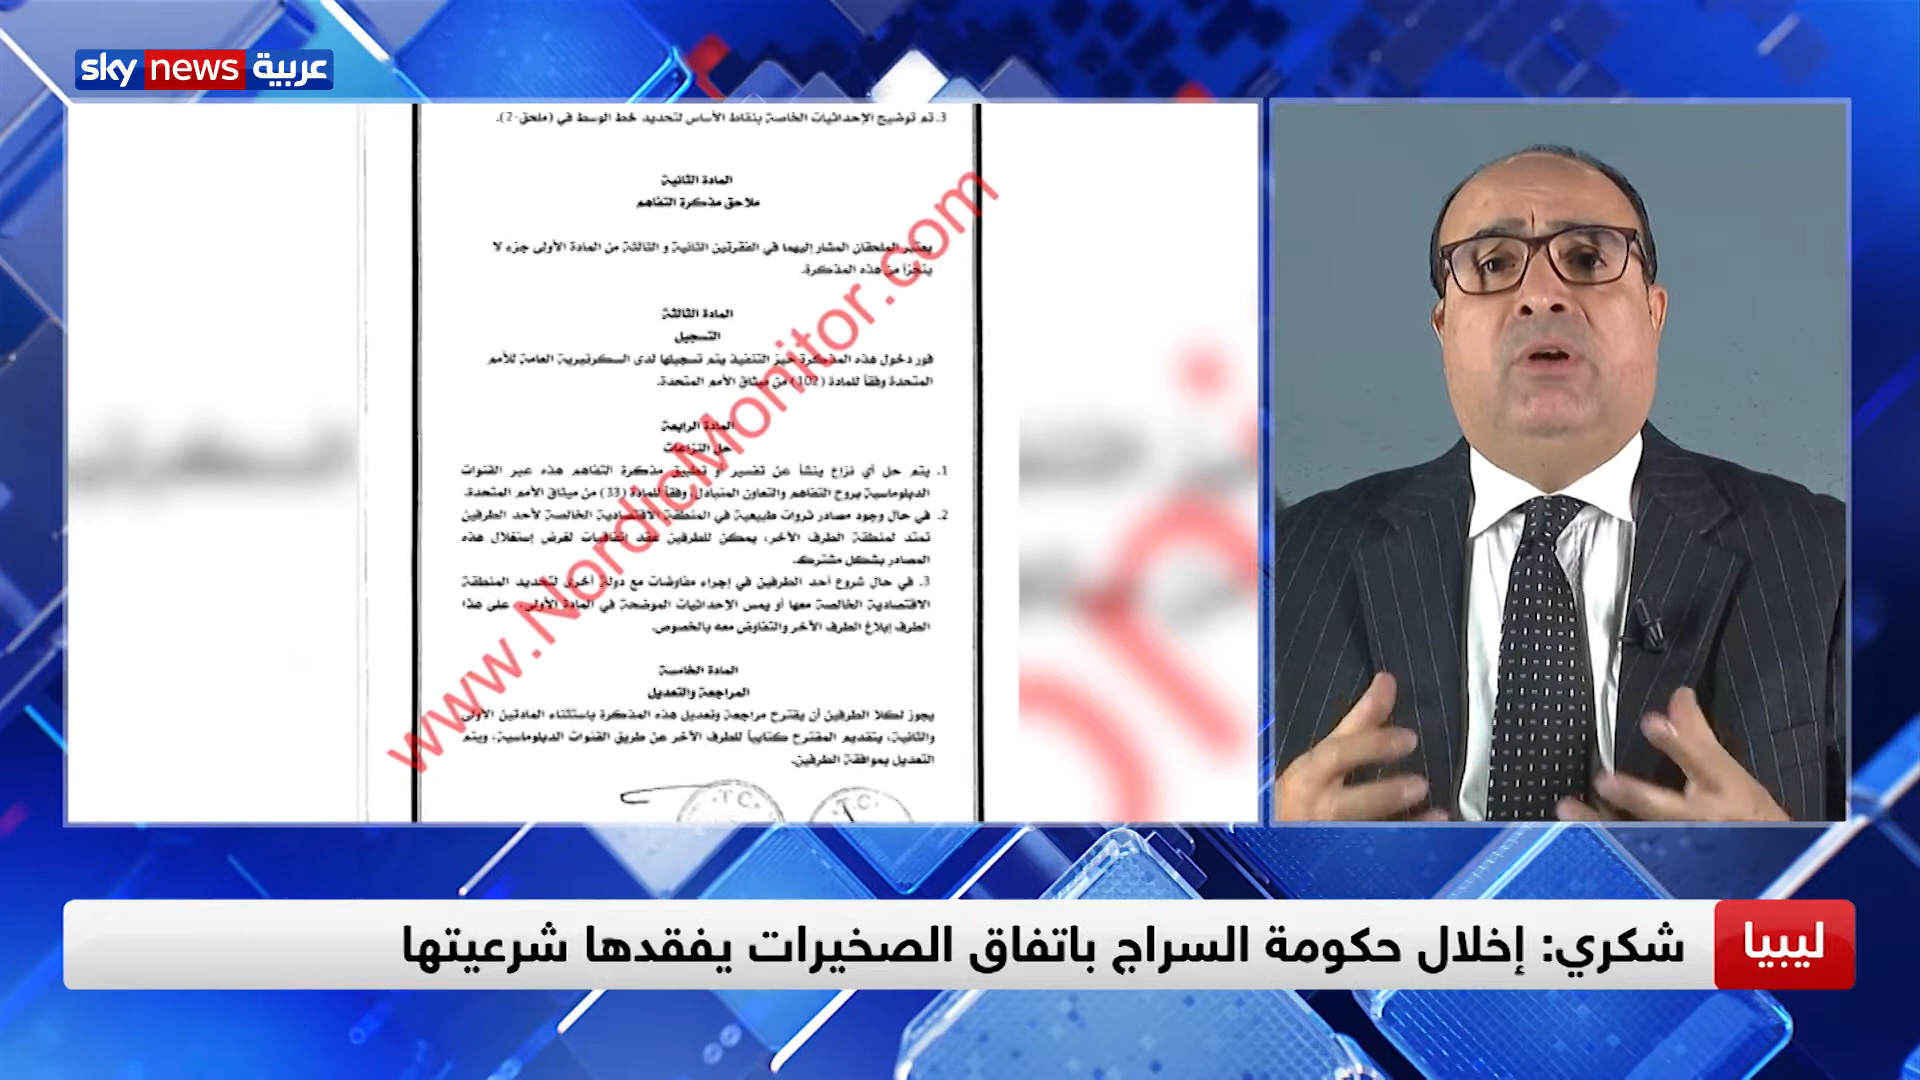 sky news عربية
3. تم توضيح الإحداثيات الخاصة بنقاط الأساس لتحديد خط الوسط في (ملحق-2).
المادة الثانية
ملاحق مذكرة التفاهم
يعتبر الملحقان المشار إليهما في الفقرتين الثانية و الثالثة من المادة الأولى جزء لا
يتجزأ من هذه المذكرة.
المادة الثالثة
التسجيل
فور دخول هذه المذكرة حيز التنفيذ يتم تسجيلها لدى السكرتيرية العامة للأمم
المتحدة وفقاً للمادة (102) من ميثاق الأمم المتحدة.
المادة الرابعة
حل النزاعات
1. يتم حل أي نزاع ينشأ عن تفسير أو تطبيق مذكرة التفاهم هذه عبر القنوات
الدبلوماسية بروح التفاهم والتعاون المتبادل، وفقاً للمادة (33) من ميثاق الأمم المتحدة.
2. في حال وجود مصادر ثروات طبيعية في المنطقة الاقتصادية الخالصة لأحد الطرفين
تمتد لمنطقة الطرف الأخر، يمكن للطرفين عقد إتفاقيات لغرض إستغلال هذه
المصادر بشكل مشترك.
3. في حال شروع أحد الطرفين في إجراء مفاوضات مع دولة أخرى لتحديد المنطقة
الاقتصادية الخالصة معها أو يمس الإحداثيات الموضحة في المادة الأولى، على هذا
الطرف إبلاغ الطرف الأخر والتفاوض معه بالخصوص.
المادة الخامسة
المراجعة والتعديل
يجوز لكلا الطرفين أن يقترح مراجعة وتعديل هذه المذكرة باستثناء المادتين الأولى
والثانية، بتقديم المقترح كتابياً للطرف الأخر عن طريق القنوات الدبلوماسية، ويتم
التعديل بموافقة الطرفين.
T.C.
T.C.
www.NordicMonitor.com
ليبيا
شكري: إخلال حكومة السراج باتفاق الصخيرات يفقدها شرعيتها